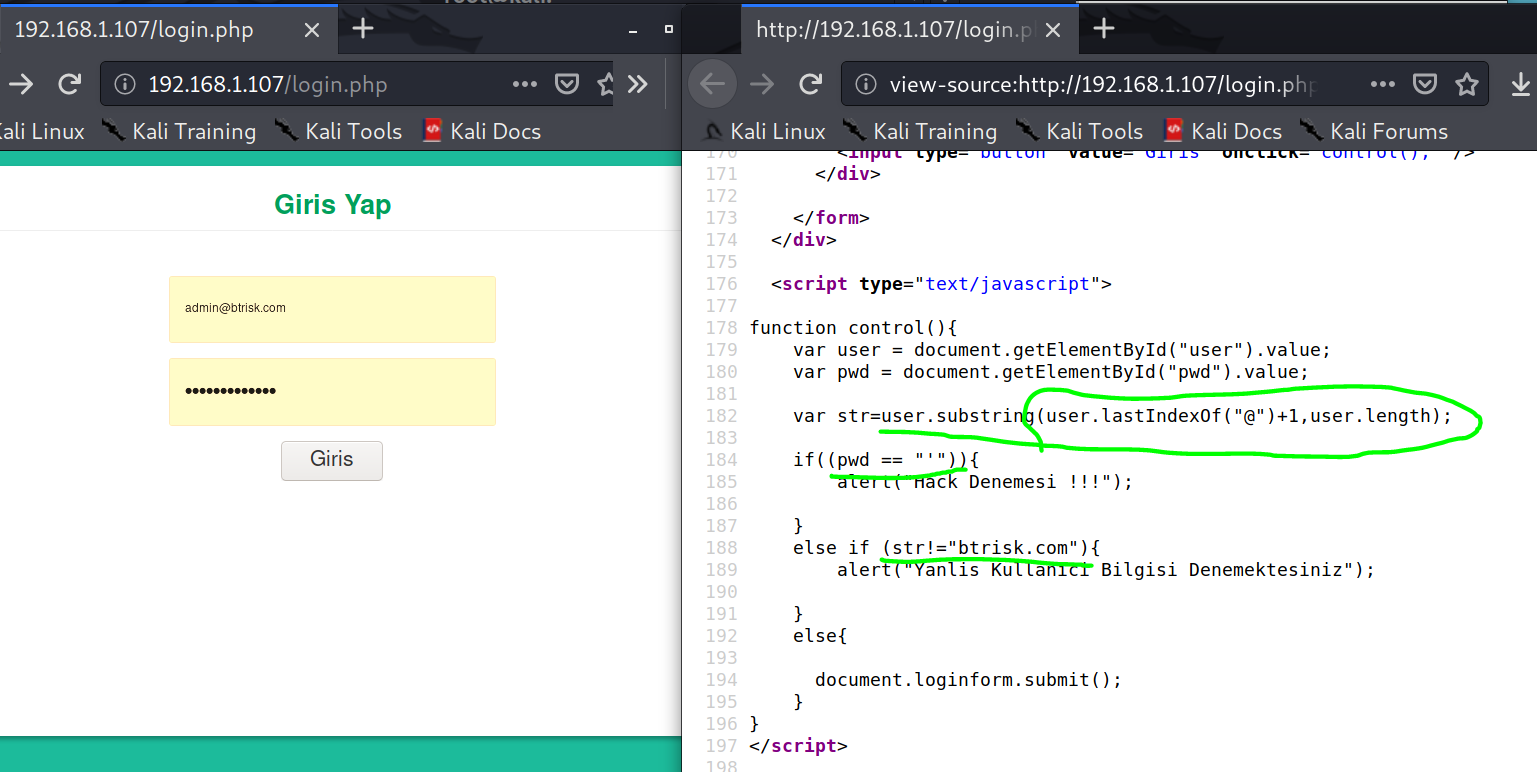 192.168.1.107/login.php
192.168.1.107/login.php
Kali Linux Kali Training Kali Tools Kali Docs
Giris Yap
admin@btrisk.com
•••••••••••••
Giris
http://192.168.1.107/login.p
view-source:http://192.168.1.107/login.php
Kali Linux Kali Training Kali Tools Kali Docs Kali Forums
170 <input type="button" value="Giris" onclick="control();" />
171 </div>
172
173 </form>
174 </div>
175
176 <script type="text/javascript">
177
178 function control(){
179 var user = document.getElementById("user").value;
180 var pwd = document.getElementById("pwd").value;
181
182 var str=user.substring(user.lastIndexOf("@")+1,user.length);
183
184 if((pwd == "'")){
185 alert("Hack Denemesi !!!");
186
187 }
188 else if (str!="btrisk.com"){
189 alert("Yanlis Kullanici Bilgisi Denemektesiniz");
190
191 }
192 else{
193
194 document.loginform.submit();
195 }
196 }
197 </script>
198